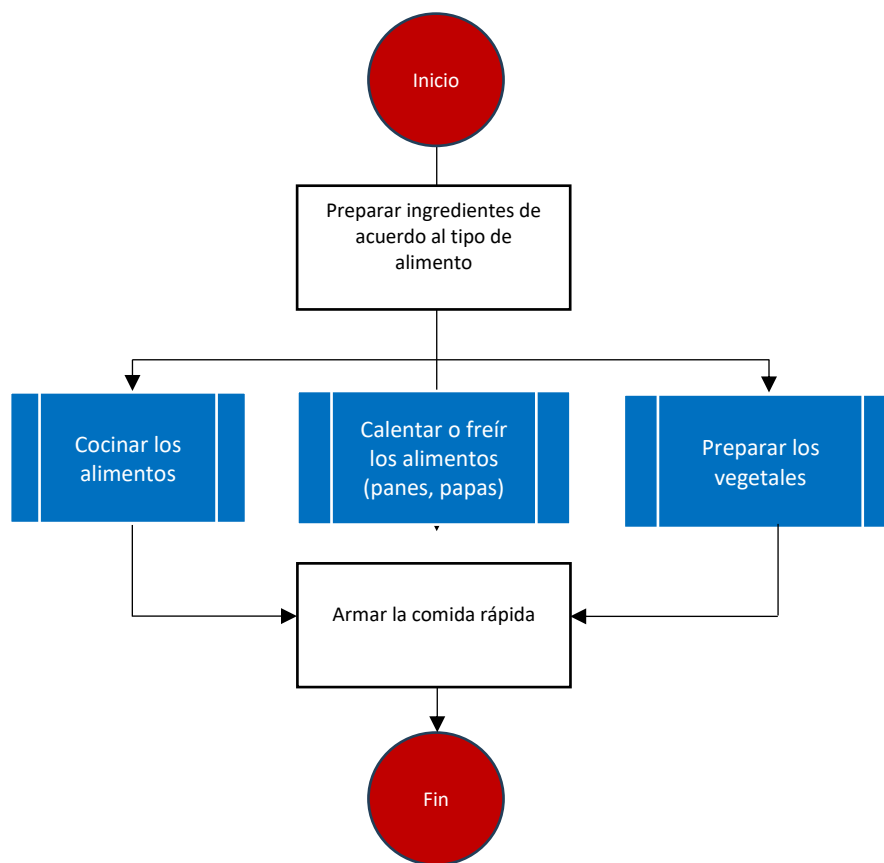 Inicio
Preparar ingredientes de
acuerdo al tipo de
alimento
Cocinar los
alimentos
Calentar o freír
los alimentos
(panes, papas)
Preparar los
vegetales
Armar la comida rápida
Fin